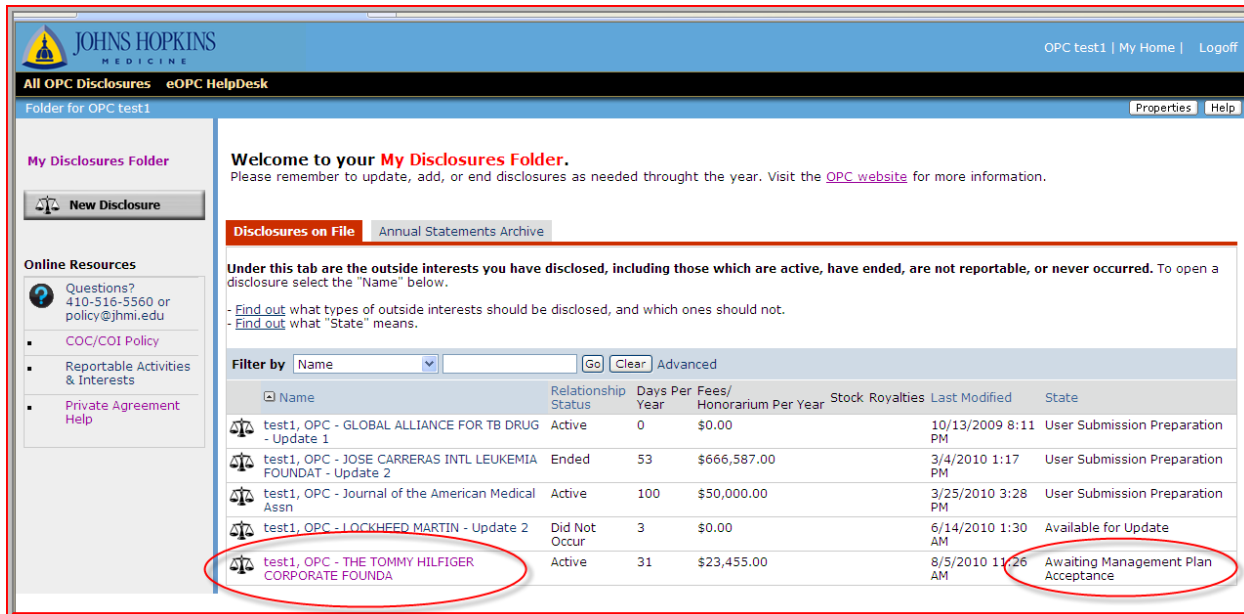 JOHNS HOPKINS
MEDICINE
OPC test1 | My Home | Logoff
All OPC Disclosures eOPC HelpDesk
Folder for OPC test1
Properties Help
My Disclosures Folder
New Disclosure
Online Resources
Questions?
410-516-5560 or
policy@jhmi.edu
COC/COI Policy
Reportable Activities
& Interests
Private Agreement
Help
Welcome to your My Disclosures Folder.
Please remember to update, add, or end disclosures as needed throught the year. Visit the OPC website for more information.
Disclosures on File Annual Statements Archive
Under this tab are the outside interests you have disclosed, including those which are active, have ended, are not reportable, or never occurred. To open a
disclosure select the "Name" below.
- Find out what types of outside interests should be disclosed, and which ones should not.
- Find out what "State" means.
Filter by Name Go Clear Advanced
Name Relationship Status Days Per Year Fees/ Honorarium Per Year Stock Royalties Last Modified State
test1, OPC - GLOBAL ALLIANCE FOR TB DRUG Active 0 $0.00 10/13/2009 8:11 User Submission Preparation
- Update 1 PM
test1, OPC - JOSE CARRERAS INTL LEUKEMIA Ended 53 $666,587.00 3/4/2010 1:17 User Submission Preparation
FOUNDAT - Update 2 PM
test1, OPC - Journal of the American Medical Active 100 $50,000.00 3/25/2010 3:28 User Submission Preparation
Assn PM
test1, OPC - LOCKHEED MARTIN - Update 2 Did Not 3 $0.00 6/14/2010 1:30 Available for Update
Occur AM
test1, OPC - THE TOMMY HILFIGER Active 31 $23,455.00 8/5/2010 11:26 Awaiting Management Plan
CORPORATE FOUNDA AM Acceptance